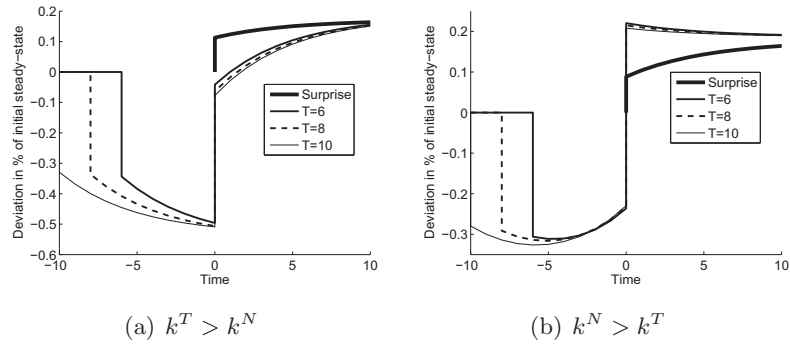 0.2
0.1
0
−0.1
−0.2
−0.3
−0.4
−0.5
−0.6
−10
−5
0
5
10
Time
Deviation in % of initial steady−state
Surprise
T=6
T=8
T=10
(a) k^T > k^N
0.2
0.1
0
−0.1
−0.2
−0.3
−10
−5
0
5
10
Time
Deviation in % of initial steady−state
Surprise
T=6
T=8
T=10
(b) k^N > k^T